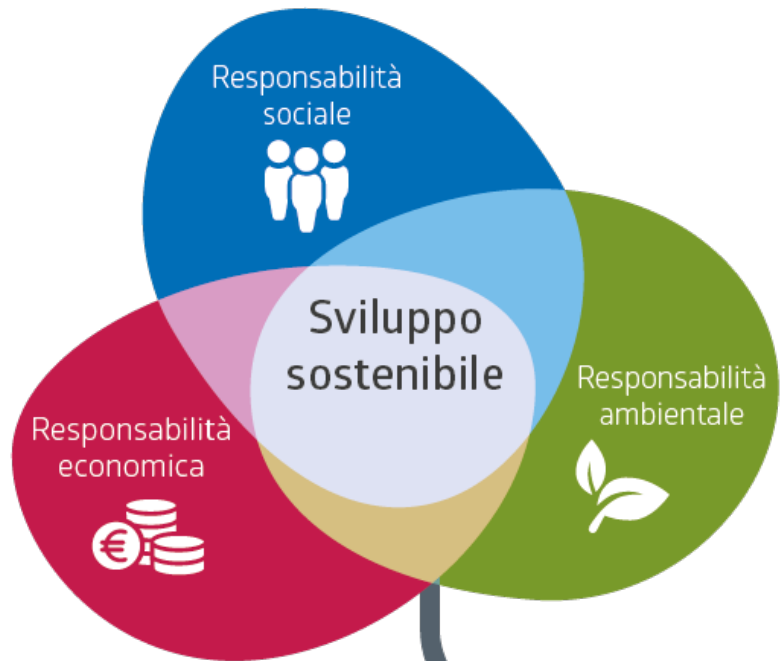 Responsabilità
sociale
Sviluppo
sostenibile
Responsabilità
ambientale
Responsabilità
economica
€